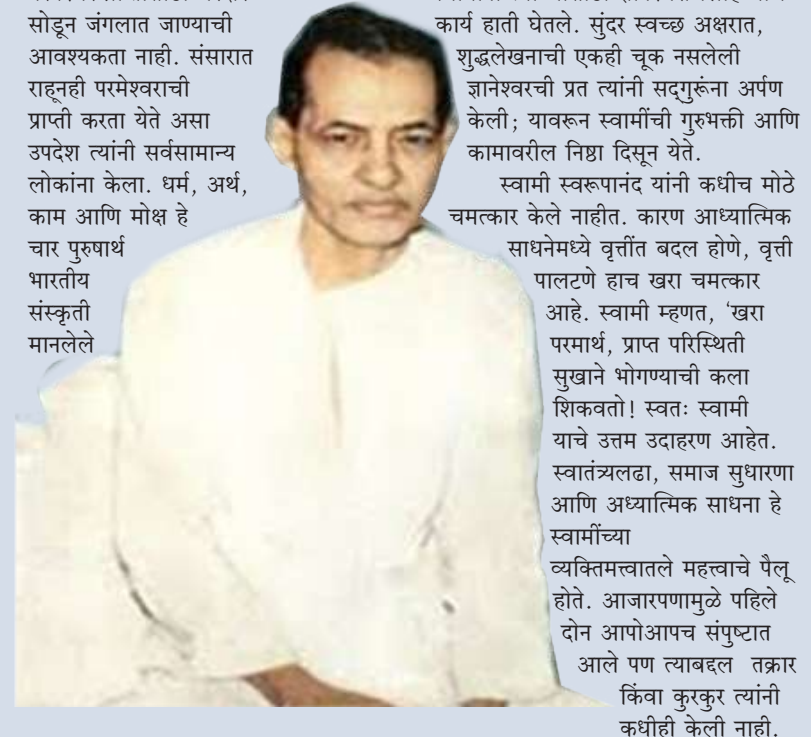 सोडून जंगलात जाण्याची
आवश्यकता नाही. संसारात
राहूनही परमेश्वराची
प्राप्ती करता येते असा
उपदेश त्यांनी सर्वसामान्य
लोकांना केला. धर्म, अर्थ,
काम आणि मोक्ष हे
चार पुरुषार्थ
भारतीय
संस्कृती
मानलेले
कार्य हाती घेतले. सुंदर स्वच्छ अक्षरात,
शुद्धलेखनाची एकही चूक नसलेली
ज्ञानेश्वरची प्रत त्यांनी सद्‌गुरूंना अर्पण
केली; यावरून स्वामींची गुरुभक्ती आणि
कामावरील निष्ठा दिसून येते.
स्वामी स्वरूपानंद यांनी कधीच मोठे
चमत्कार केले नाहीत. कारण आध्यात्मिक
साधनेमध्ये वृत्तींत बदल होणे, वृत्ती
पालटणे हाच खरा चमत्कार
आहे. स्वामी म्हणत, ‘खरा
परमार्थ, प्राप्त परिस्थिती
सुखाने भोगण्याची कला
शिकवतो! स्वतः स्वामी
याचे उत्तम उदाहरण आहेत.
स्वातंत्र्यलढा, समाज सुधारणा
आणि अध्यात्मिक साधना हे
स्वामींच्या
व्यक्तिमत्त्वातले महत्त्वाचे पैलू
होते. आजारपणामुळे पहिले
दोन आपोआपच संपुष्टात
आले पण त्याबद्दल तक्रार
किंवा कुरकुर त्यांनी
कधीही केली नाही.